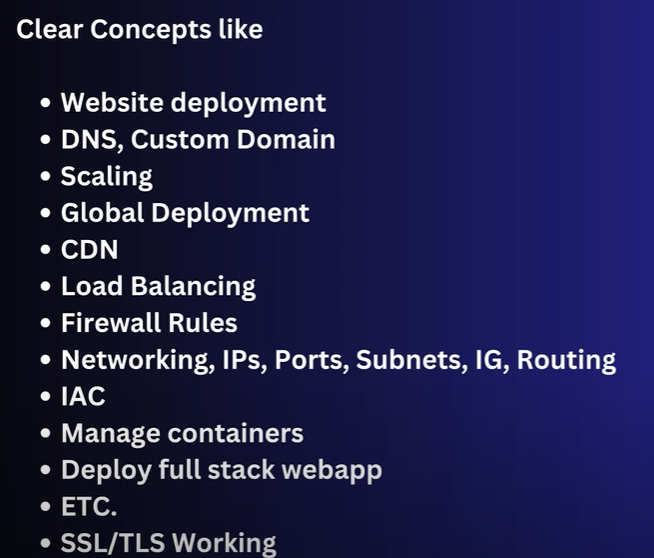 Clear Concepts like
• Website deployment
• DNS, Custom Domain
• Scaling
• Global Deployment
• CDN
• Load Balancing
• Firewall Rules
• Networking, IPs, Ports, Subnets, IG, Routing
• IAC
• Manage containers
• Deploy full stack webapp
• ETC.
• SSL/TLS Working